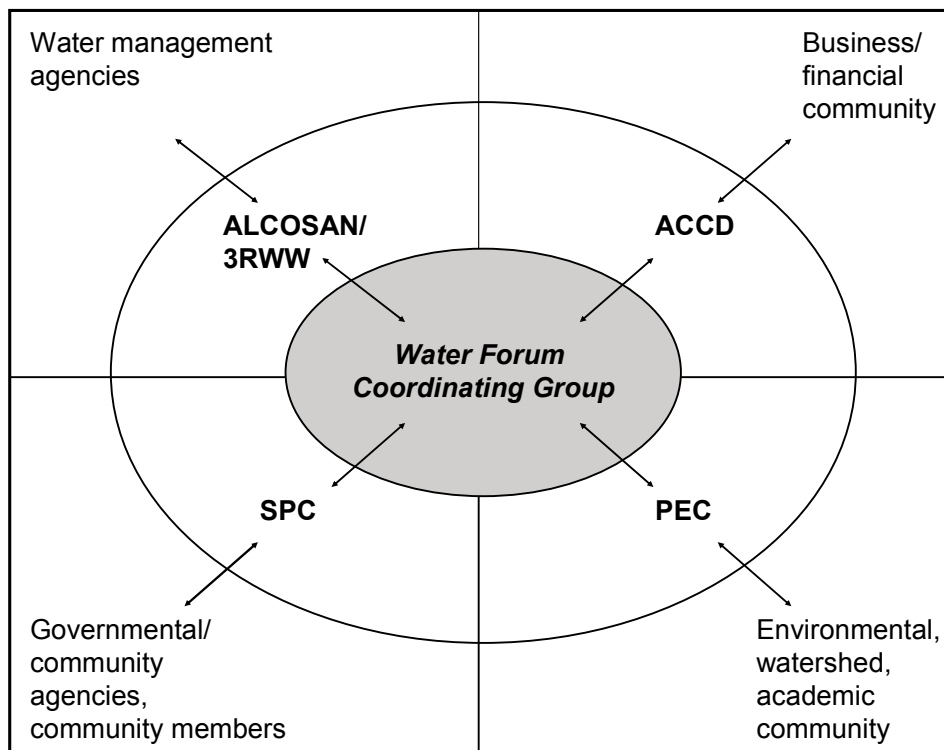 Water management
agencies
Business/
financial
community
ALCOSAN/
3RWW
ACCD
Water Forum
Coordinating Group
SPC
PEC
Governmental/
community
agencies,
community members
Environmental,
watershed,
academic
community